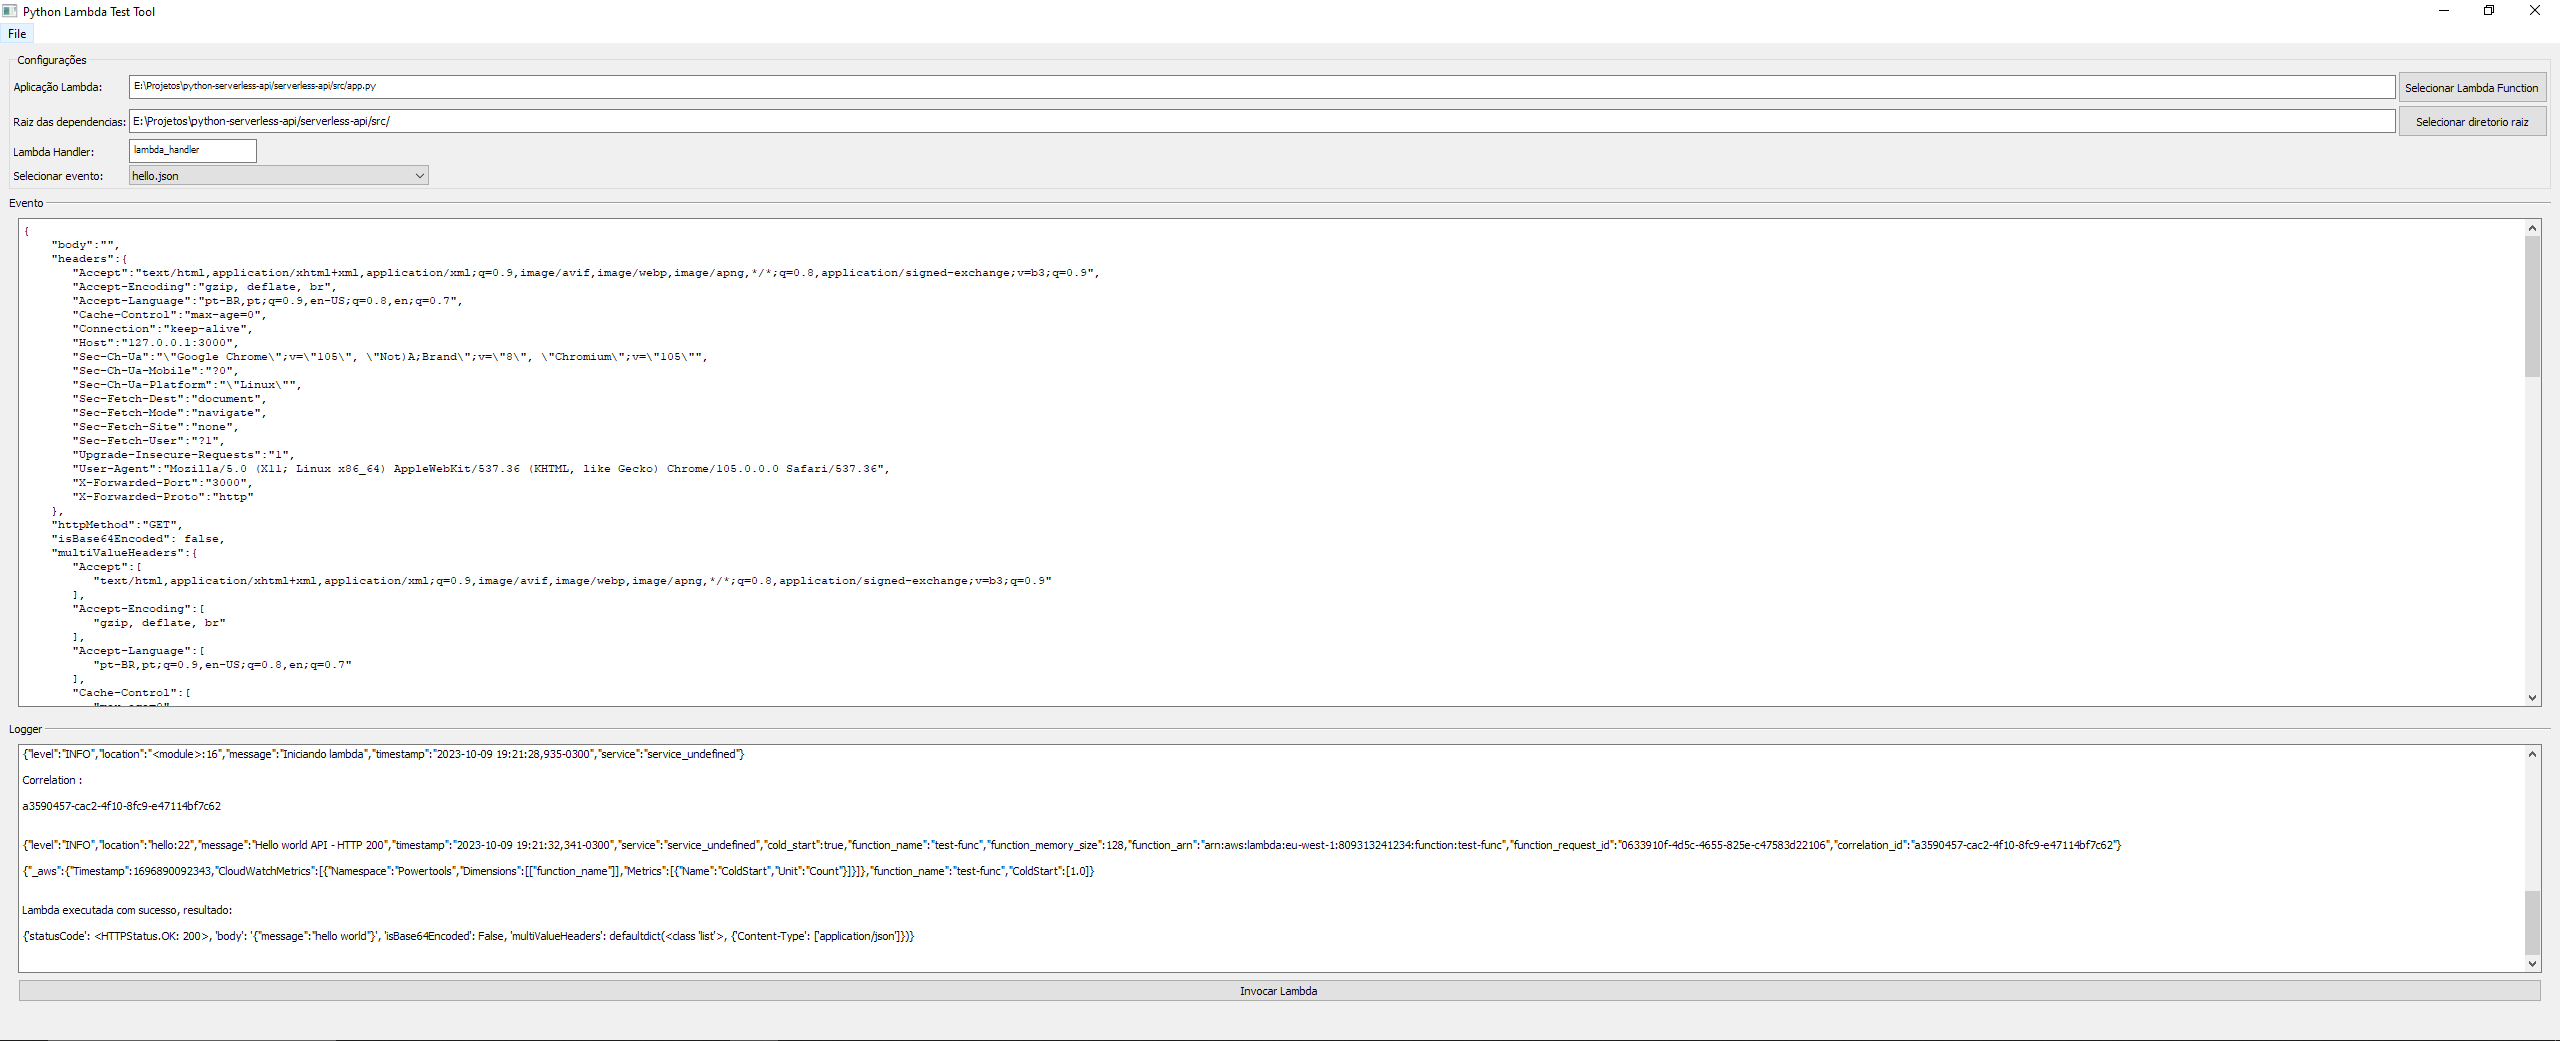 Python Lambda Test Tool
File
Configurações
Aplicação Lambda: E:\Projetos\python-serverless-api/serverless-api/src/app.py Selecionar Lambda Function
Raiz das dependencias: E:\Projetos\python-serverless-api/serverless-api/src/ Selecionar diretorio raiz
Lambda Handler: lambda_handler
Selecionar evento: hello.json
Evento
{
    "body":"",
    "headers":{
       "Accept":"text/html,application/xhtml+xml,application/xml;q=0.9,image/avif,image/webp,image/apng,*/*;q=0.8,application/signed-exchange;v=b3;q=0.9",
       "Accept-Encoding":"gzip, deflate, br",
       "Accept-Language":"pt-BR,pt;q=0.9,en-US;q=0.8,en;q=0.7",
       "Cache-Control":"max-age=0",
       "Connection":"keep-alive",
       "Host":"127.0.0.1:3000",
       "Sec-Ch-Ua":"\"Google Chrome\";v=\"105\", \"Not)A;Brand\";v=\"8\", \"Chromium\";v=\"105\"",
       "Sec-Ch-Ua-Mobile":"?0",
       "Sec-Ch-Ua-Platform":"\"Linux\"",
       "Sec-Fetch-Dest":"document",
       "Sec-Fetch-Mode":"navigate",
       "Sec-Fetch-Site":"none",
       "Sec-Fetch-User":"?1",
       "Upgrade-Insecure-Requests":"1",
       "User-Agent":"Mozilla/5.0 (X11; Linux x86_64) AppleWebKit/537.36 (KHTML, like Gecko) Chrome/105.0.0.0 Safari/537.36",
       "X-Forwarded-Port":"3000",
       "X-Forwarded-Proto":"http"
    },
    "httpMethod":"GET",
    "isBase64Encoded": false,
    "multiValueHeaders":{
       "Accept":[
          "text/html,application/xhtml+xml,application/xml;q=0.9,image/avif,image/webp,image/apng,*/*;q=0.8,application/signed-exchange;v=b3;q=0.9"
       ],
       "Accept-Encoding":[
          "gzip, deflate, br"
       ],
       "Accept-Language":[
          "pt-BR,pt;q=0.9,en-US;q=0.8,en;q=0.7"
       ],
       "Cache-Control":[
Logger
{"level":"INFO","location":"<module>:16","message":"Iniciando lambda","timestamp":"2023-10-09 19:21:28,935-0300","service":"service_undefined"}
Correlation :
a3590457-cac2-4f10-8fc9-e47114bf7c62
{"level":"INFO","location":"hello:22","message":"Hello world API - HTTP 200","timestamp":"2023-10-09 19:21:32,341-0300","service":"service_undefined","cold_start":true,"function_name":"test-func","function_memory_size":128,"function_arn":"arn:aws:lambda:eu-west-1:809313241234:function:test-func","function_request_id":"0633910f-4d5c-4655-825e-c47583d22106","correlation_id":"a3590457-cac2-4f10-8fc9-e47114bf7c62"}
{"_aws":{"Timestamp":1696890092343,"CloudWatchMetrics":[{"Namespace":"Powertools","Dimensions":[["function_name"]],"Metrics":[{"Name":"ColdStart","Unit":"Count"}]}]},"function_name":"test-func","ColdStart":[1.0]}
Lambda executada com sucesso, resultado:
{'statusCode': <HTTPStatus.OK: 200>, 'body': '{"message":"hello world"}', 'isBase64Encoded': False, 'multiValueHeaders': defaultdict(<class 'list'>, {'Content-Type': ['application/json']})}
Invocar Lambda